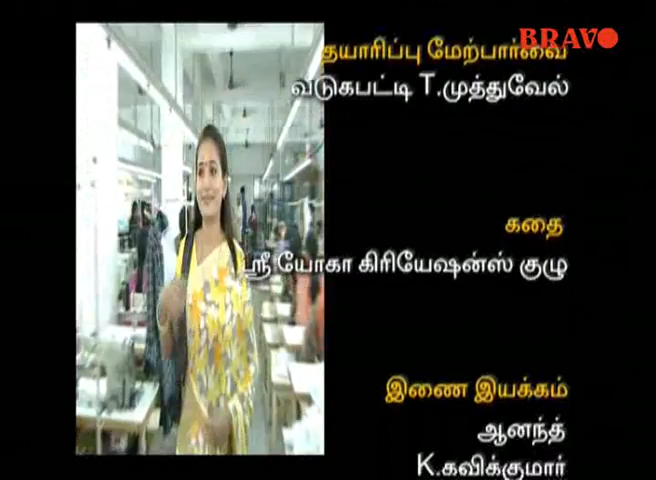 BRAVO
தயாரிப்பு மேற்பார்வை
வடுகபட்டி T.முத்துவேல்
கதை
ஸ்ரீ யோகா கிரியேஷன்ஸ் குழு
இணை இயக்கம்
ஆனந்த்
K.கவிக்குமார்